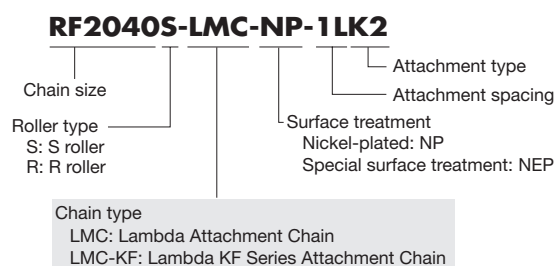 RF2040S-LMC-NP-1LK2
Attachment type
Chain size
Attachment spacing
Roller type
S: S roller
R: R roller
Surface treatment
Nickel-plated: NP
Special surface treatment: NEP
Chain type
LMC: Lambda Attachment Chain
LMC-KF: Lambda KF Series Attachment Chain